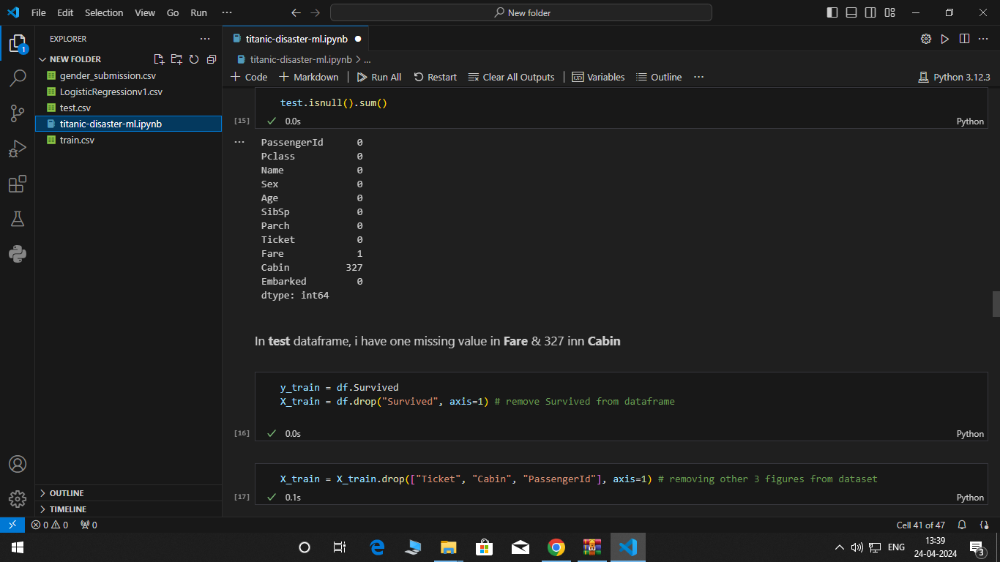 File Edit Selection View Go Run ···
New folder
EXPLORER ···
NEW FOLDER
gender_submission.csv
LogisticRegressionv1.csv
test.csv
titanic-disaster-ml.ipynb
train.csv
OUTLINE
TIMELINE
1
titanic-disaster-ml.ipynb
titanic-disaster-ml.ipynb > ...
+ Code + Markdown Run All Restart Clear All Outputs Variables Outline ··· Python 3.12.3
test.isnull().sum()
[15] 0.0s Python
··· PassengerId 0
Pclass 0
Name 0
Sex 0
Age 0
SibSp 0
Parch 0
Ticket 0
Fare 1
Cabin 327
Embarked 0
dtype: int64
In test dataframe, i have one missing value in Fare & 327 inn Cabin
y_train = df.Survived
X_train = df.drop("Survived", axis=1) # remove Survived from dataframe
[16] 0.0s Python
X_train = X_train.drop(["Ticket", "Cabin", "PassengerId"], axis=1) # removing other 3 figures from dataset
[17] 0.1s Python
0 0 0 Cell 41 of 47
ENG 13:39
24-04-2024 3